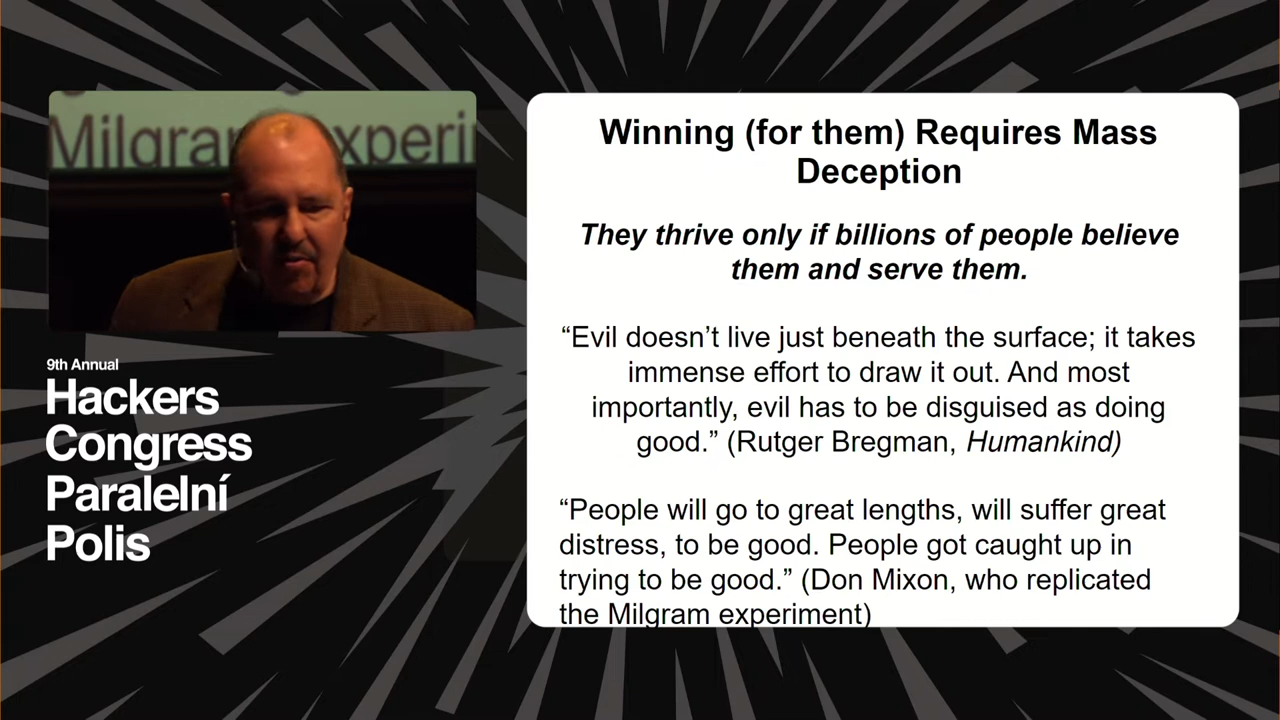 Milgram experi
9th Annual
Hackers
Congress
Paralelní
Polis
Winning (for them) Requires Mass
Deception
They thrive only if billions of people believe
them and serve them.
“Evil doesn’t live just beneath the surface; it takes
immense effort to draw it out. And most
importantly, evil has to be disguised as doing
good.” (Rutger Bregman, Humankind)
“People will go to great lengths, will suffer great
distress, to be good. People got caught up in
trying to be good.” (Don Mixon, who replicated
the Milgram experiment)